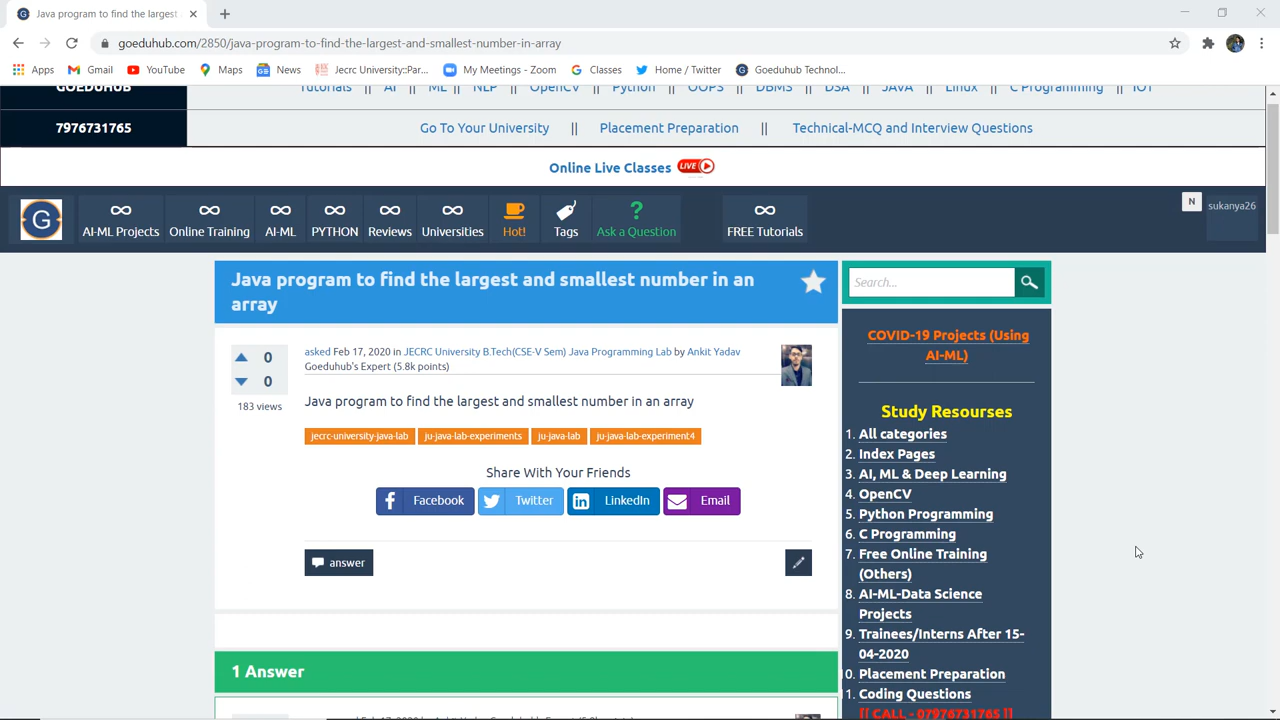 Java program to find the largest
goeduhub.com/2850/java-program-to-find-the-largest-and-smallest-number-in-array
Apps Gmail YouTube Maps News Jecrc University::Par... My Meetings - Zoom Classes Home / Twitter Goeduhub Technol...
GOEDUHUB
Tutorials || AI || ML || NLP || OpenCV || Python || OOPS || DBMS || DSA || JAVA || Linux || C Programming || IOT
7976731765
Go To Your University || Placement Preparation || Technical-MCQ and Interview Questions
Online Live Classes LIVE
G
AI-ML Projects Online Training AI-ML PYTHON Reviews Universities Hot! Tags Ask a Question FREE Tutorials
N sukanya26
Java program to find the largest and smallest number in an
array
0
0
183 views
asked Feb 17, 2020 in JECRC University B.Tech(CSE-V Sem) Java Programming Lab by Ankit Yadav
Goeduhub's Expert (5.8k points)
Java program to find the largest and smallest number in an array
jecrc-university-java-lab ju-java-lab-experiments ju-java-lab ju-java-lab-experiment4
Share With Your Friends
Facebook Twitter LinkedIn Email
answer
1 Answer
Search...
COVID-19 Projects (Using
AI-ML)
Study Resourses
1. All categories
2. Index Pages
3. AI, ML & Deep Learning
4. OpenCV
5. Python Programming
6. C Programming
7. Free Online Training
(Others)
8. AI-ML-Data Science
Projects
9. Trainees/Interns After 15-
04-2020
10. Placement Preparation
11. Coding Questions
[[ CALL - 07976731765 ]]